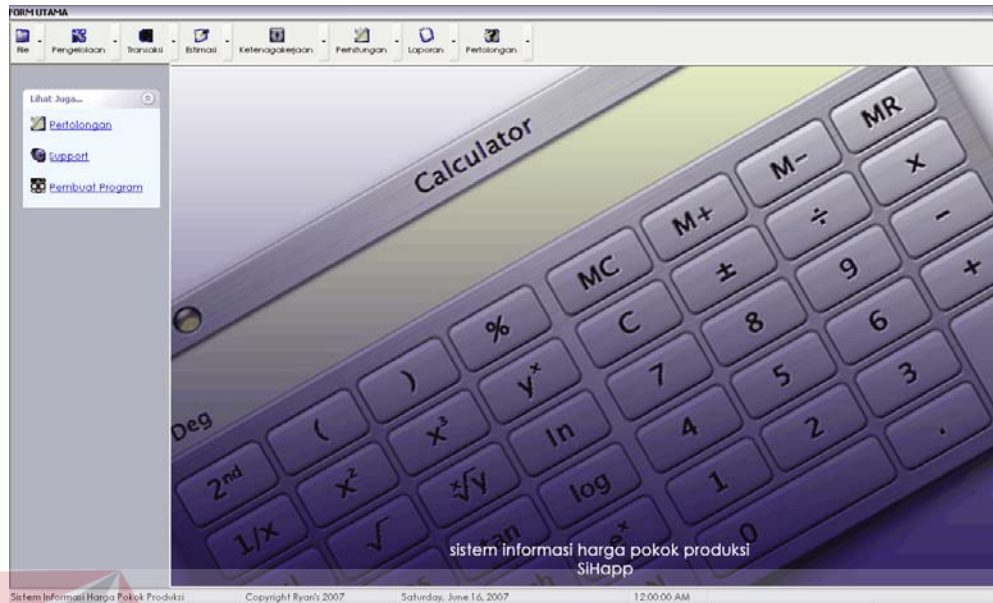 FORM UTAMA
File Pengelolaan Transaksi Estimasi Ketenagakerjaan Perhitungan Laporan Pertolongan
Lihat Juga...
Pertolongan
Support
Pembuat Program
Calculator
MR
M-
M+
MC
x
÷
±
C
%
-
9
8
7
yˣ
)
(
+
6
5
4
ln
x³
x²
2nd
Deg
3
2
1
log
ˣ√y
√
1/x
.
0
eˣ
tan
sistem informasi harga pokok produksi
SiHapp
Sistem Informasi Harga Pokok Produksi Copyright Ryan's 2007 Saturday, June 16, 2007 12:00:00 AM